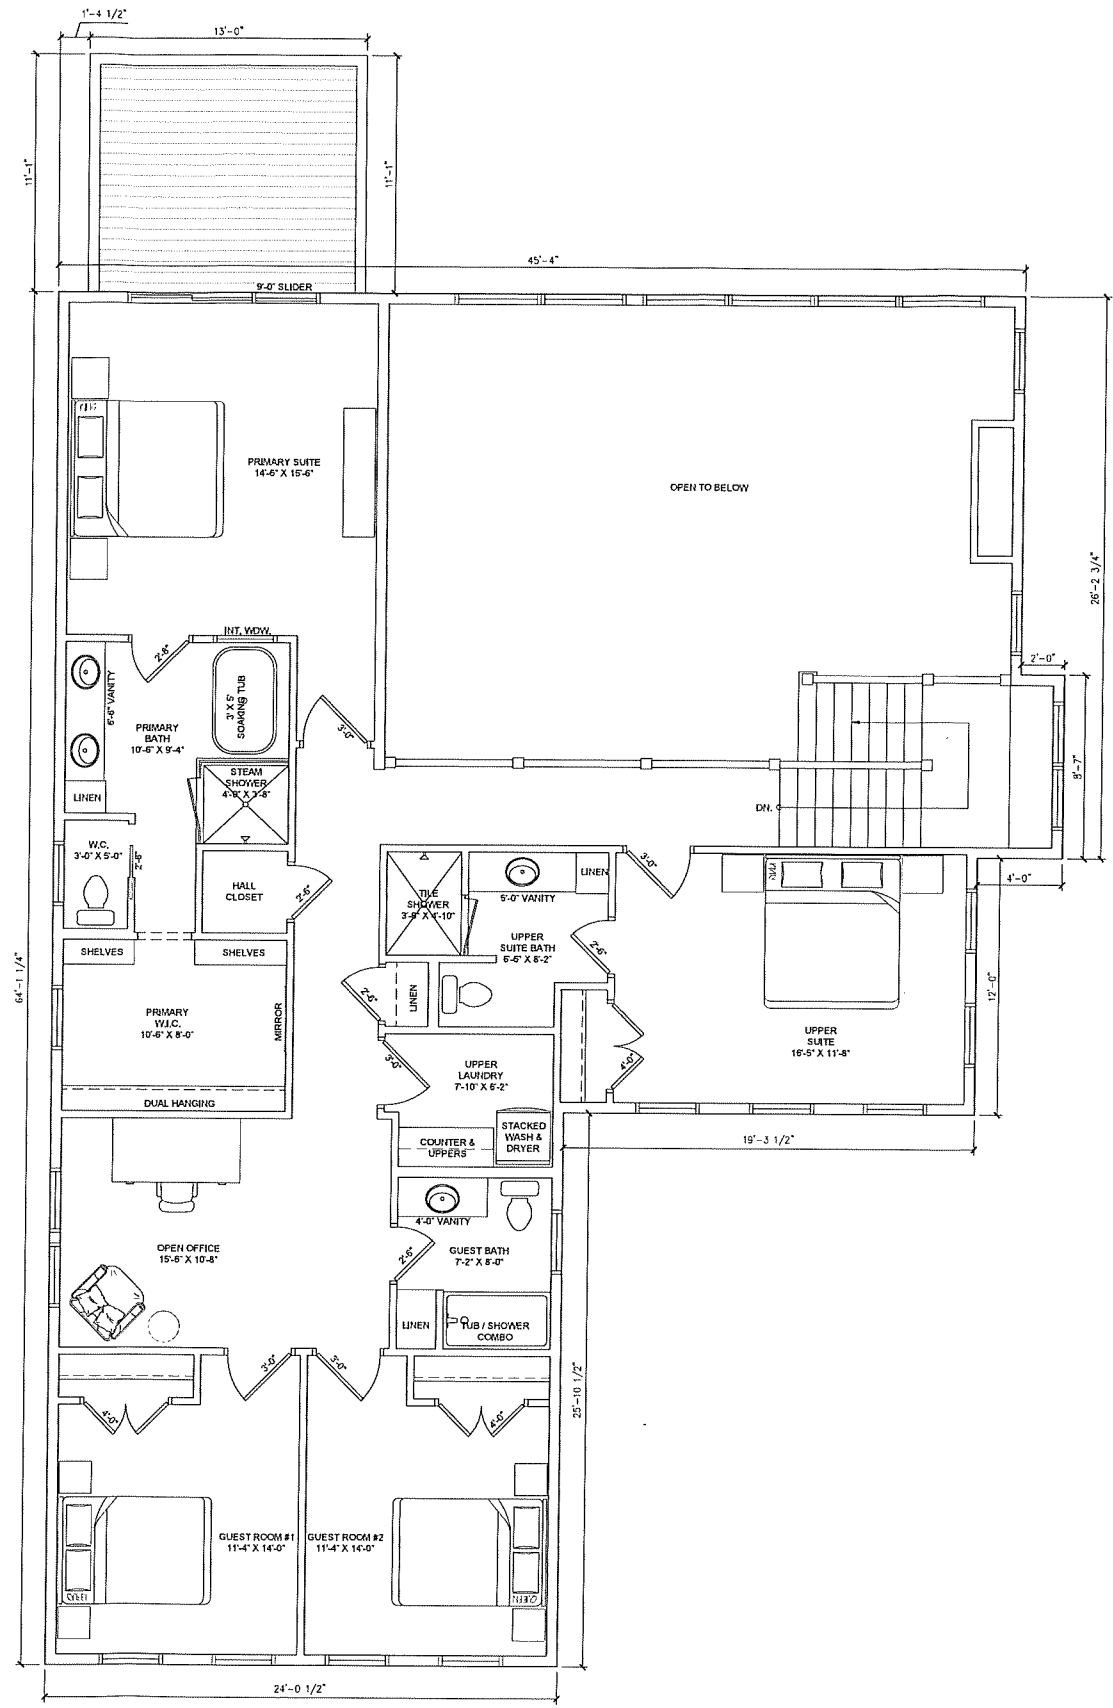 1'-4 1/2"
13'-0"
11'-1"
11'-1"
45'-4"
9'-0" SLIDER
KING
PRIMARY SUITE
14'-6" X 15'-6"
OPEN TO BELOW
26'-2 3/4"
INT. WDW.
2'-8"
6'-6" VANITY
3' X 5'
SOAKING TUB
PRIMARY
BATH
10'-6" X 9'-4"
3'-0"
2'-0"
8'-7"
STEAM
SHOWER
LINEN
DN.
W.C.
3'-0" X 5'-0"
2'-6"
HALL
CLOSET
2'-6"
TILE
SHOWER
5'-0" VANITY
LINEN
3'-0"
KING
4'-0"
UPPER
SUITE BATH
6'-6" X 8'-2"
2'-6"
SHELVES
SHELVES
64'-1 1/4"
12'-0"
PRIMARY
W.I.C.
10'-6" X 8'-0"
MIRROR
2'-6"
LINEN
UPPER
SUITE
16'-5" X 11'-8"
4'-0"
3'-0"
UPPER
LAUNDRY
7'-10" X 6'-2"
DUAL HANGING
STACKED
WASH &
DRYER
COUNTER &
UPPERS
19'-3 1/2"
4'-0" VANITY
OPEN OFFICE
15'-6" X 10'-8"
2'-6"
GUEST BATH
7'-2" X 8'-0"
LINEN
TUB / SHOWER
COMBO
3'-0"
3'-0"
25'-10 1/2"
4'-0"
4'-0"
GUEST ROOM #1
11'-4" X 14'-0"
GUEST ROOM #2
11'-4" X 14'-0"
QUEEN
24'-0 1/2"